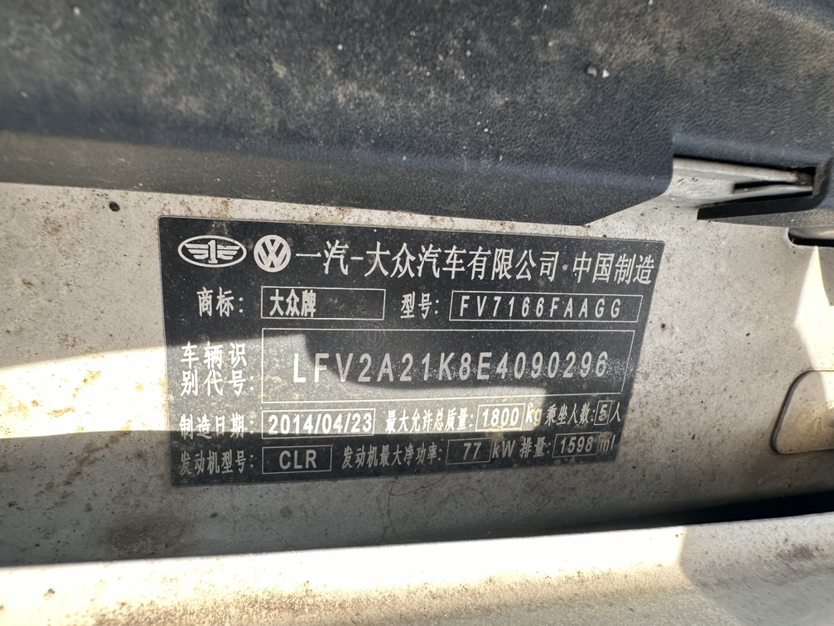 一汽-大众汽车有限公司·中国制造
商标: 大众牌 型号: FV7166FAAGG
车辆识别代号: LFV2A21K8E4090296
制造日期: 2014/04/23 最大允许总质量: 1800 kg 乘坐人数: 5 人
发动机型号: CLR 发动机最大净功率: 77 kW 排量: 1598 ml